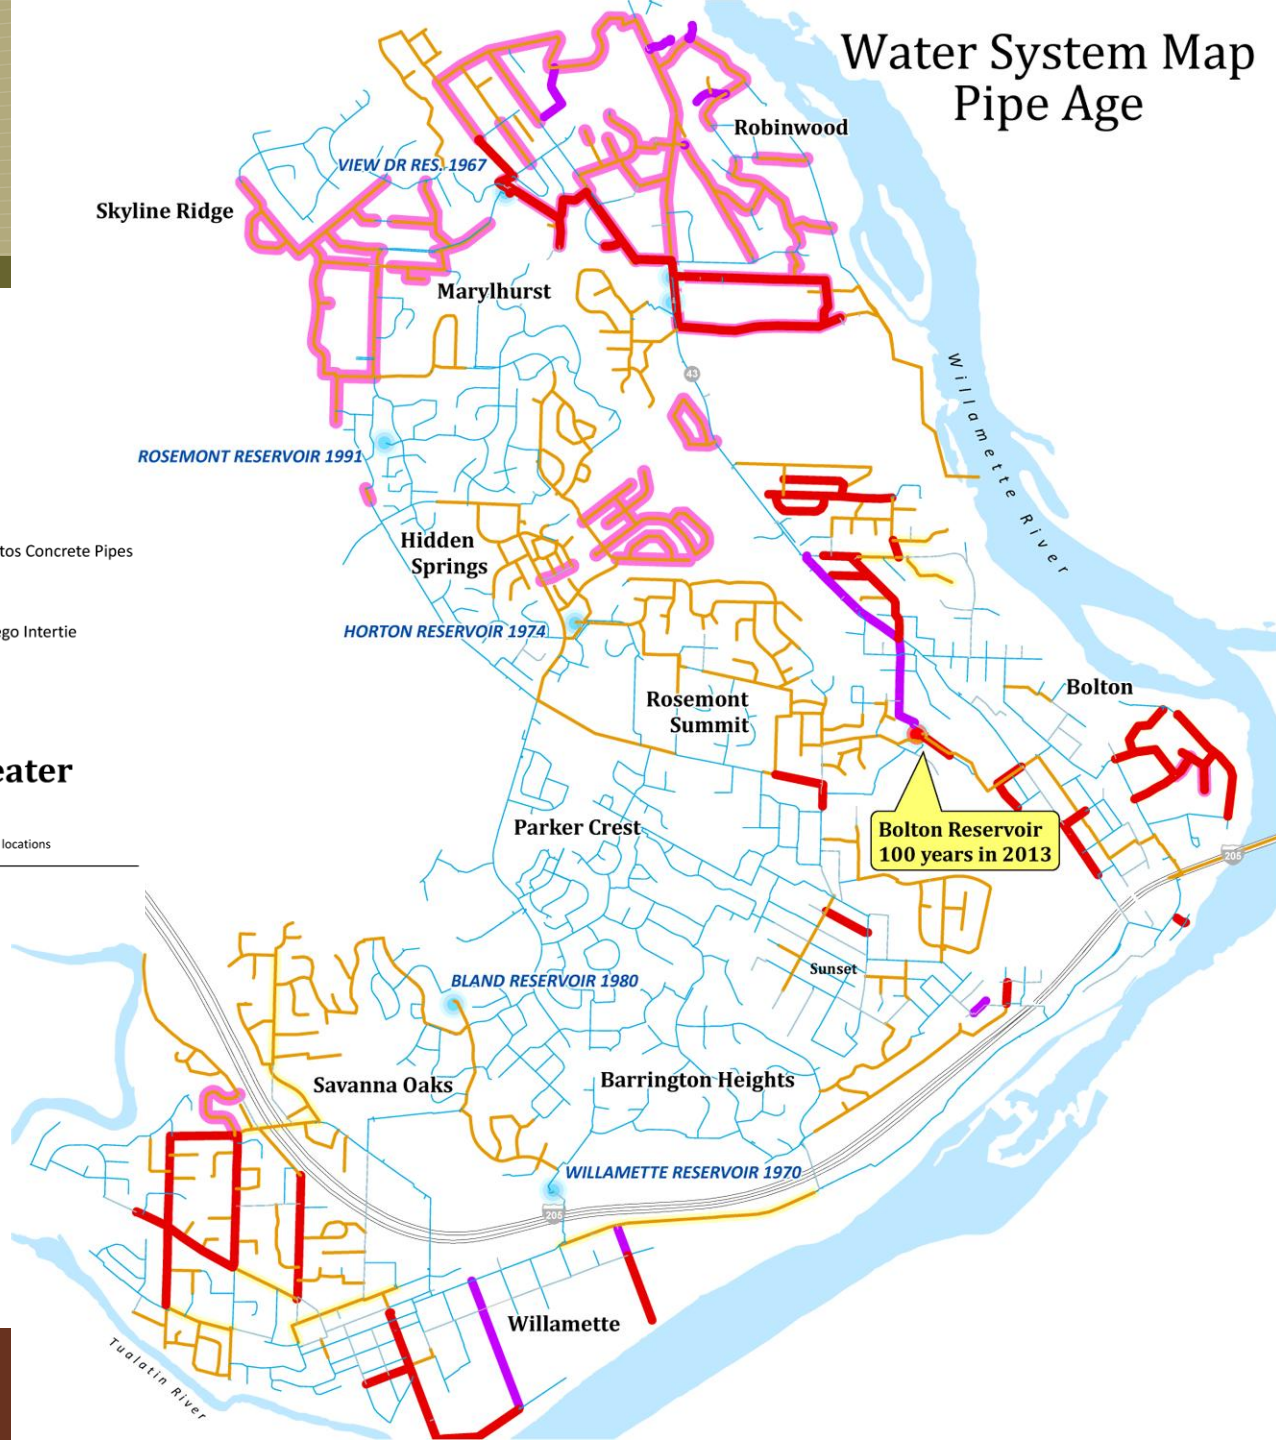 Water System Map
Pipe Age
Robinwood
VIEW DR RES. 1967
Skyline Ridge
Marylhurst
43
Willamette River
ROSEMONT RESERVOIR 1991
Hidden
Springs
tos Concrete Pipes
HORTON RESERVOIR 1974
ego Intertie
Bolton
Rosemont
Summit
eater
Parker Crest
Bolton Reservoir
100 years in 2013
locations
205
Sunset
BLAND RESERVOIR 1980
Savanna Oaks
Barrington Heights
WILLAMETTE RESERVOIR 1970
205
Willamette
Tualatin River